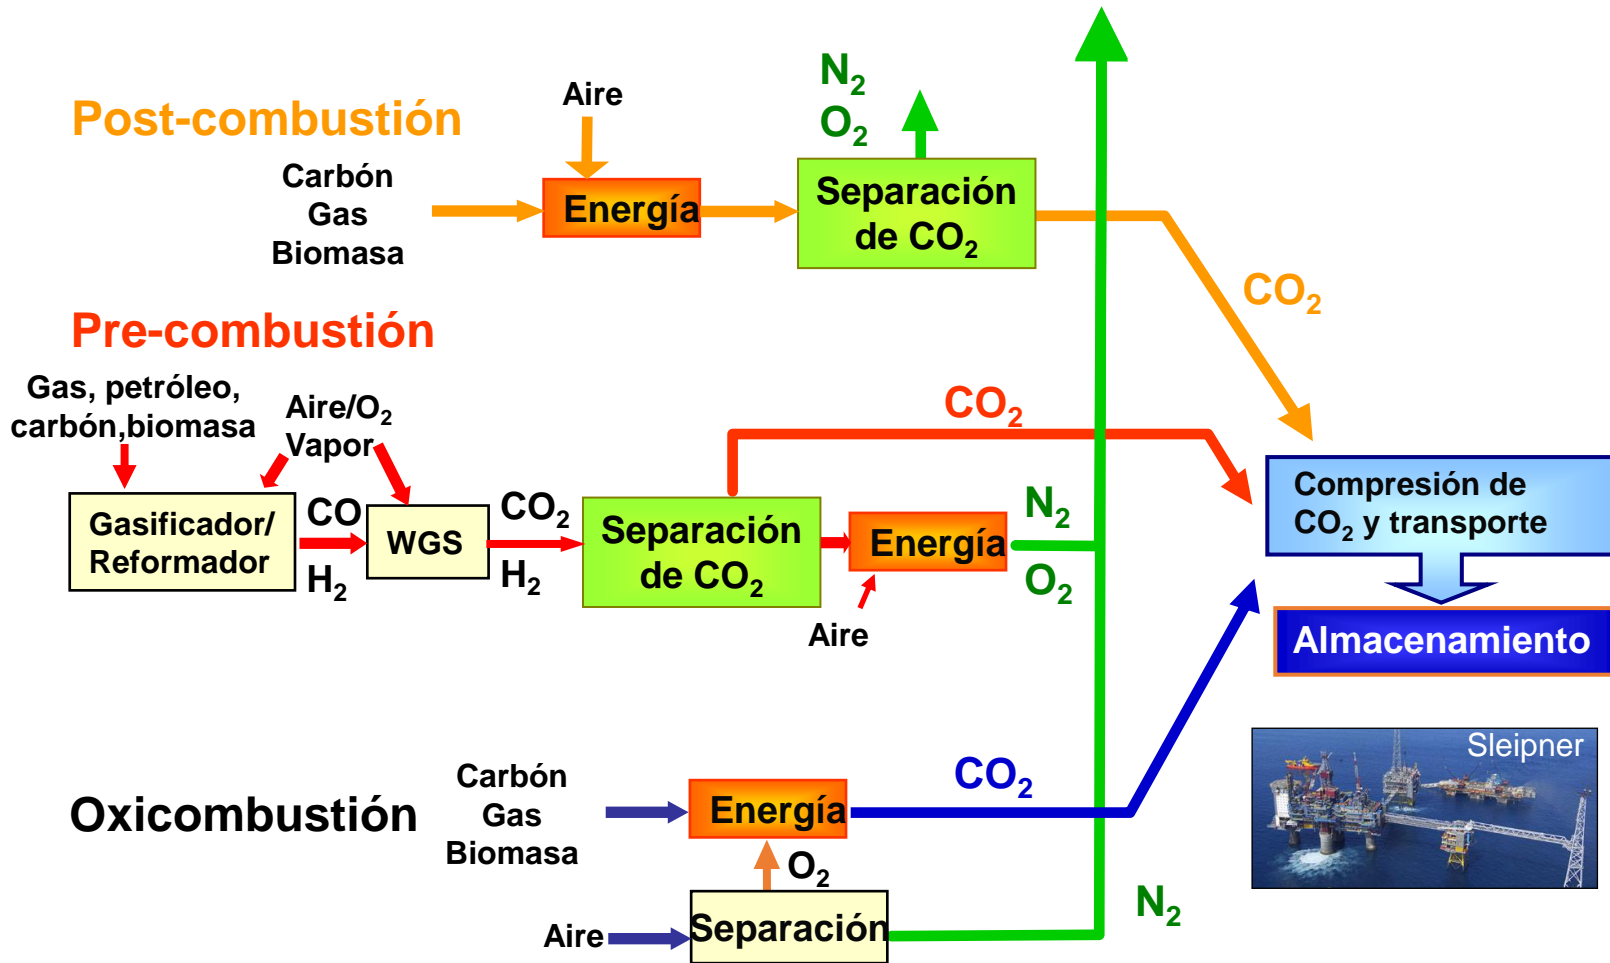 Post-combustión
Aire
Carbón
Gas
Biomasa
Energía
N₂
O₂
Separación
de CO₂
CO₂
Pre-combustión
Gas, petróleo,
carbón,biomasa
Aire/O₂
Vapor
Gasificador/
Reformador
CO
H₂
WGS
CO₂
H₂
Separación
de CO₂
CO₂
Energía
Aire
N₂
O₂
Compresión de
CO₂ y transporte
Almacenamiento
Sleipner
Oxicombustión
Carbón
Gas
Biomasa
Energía
CO₂
O₂
Aire
Separación
N₂